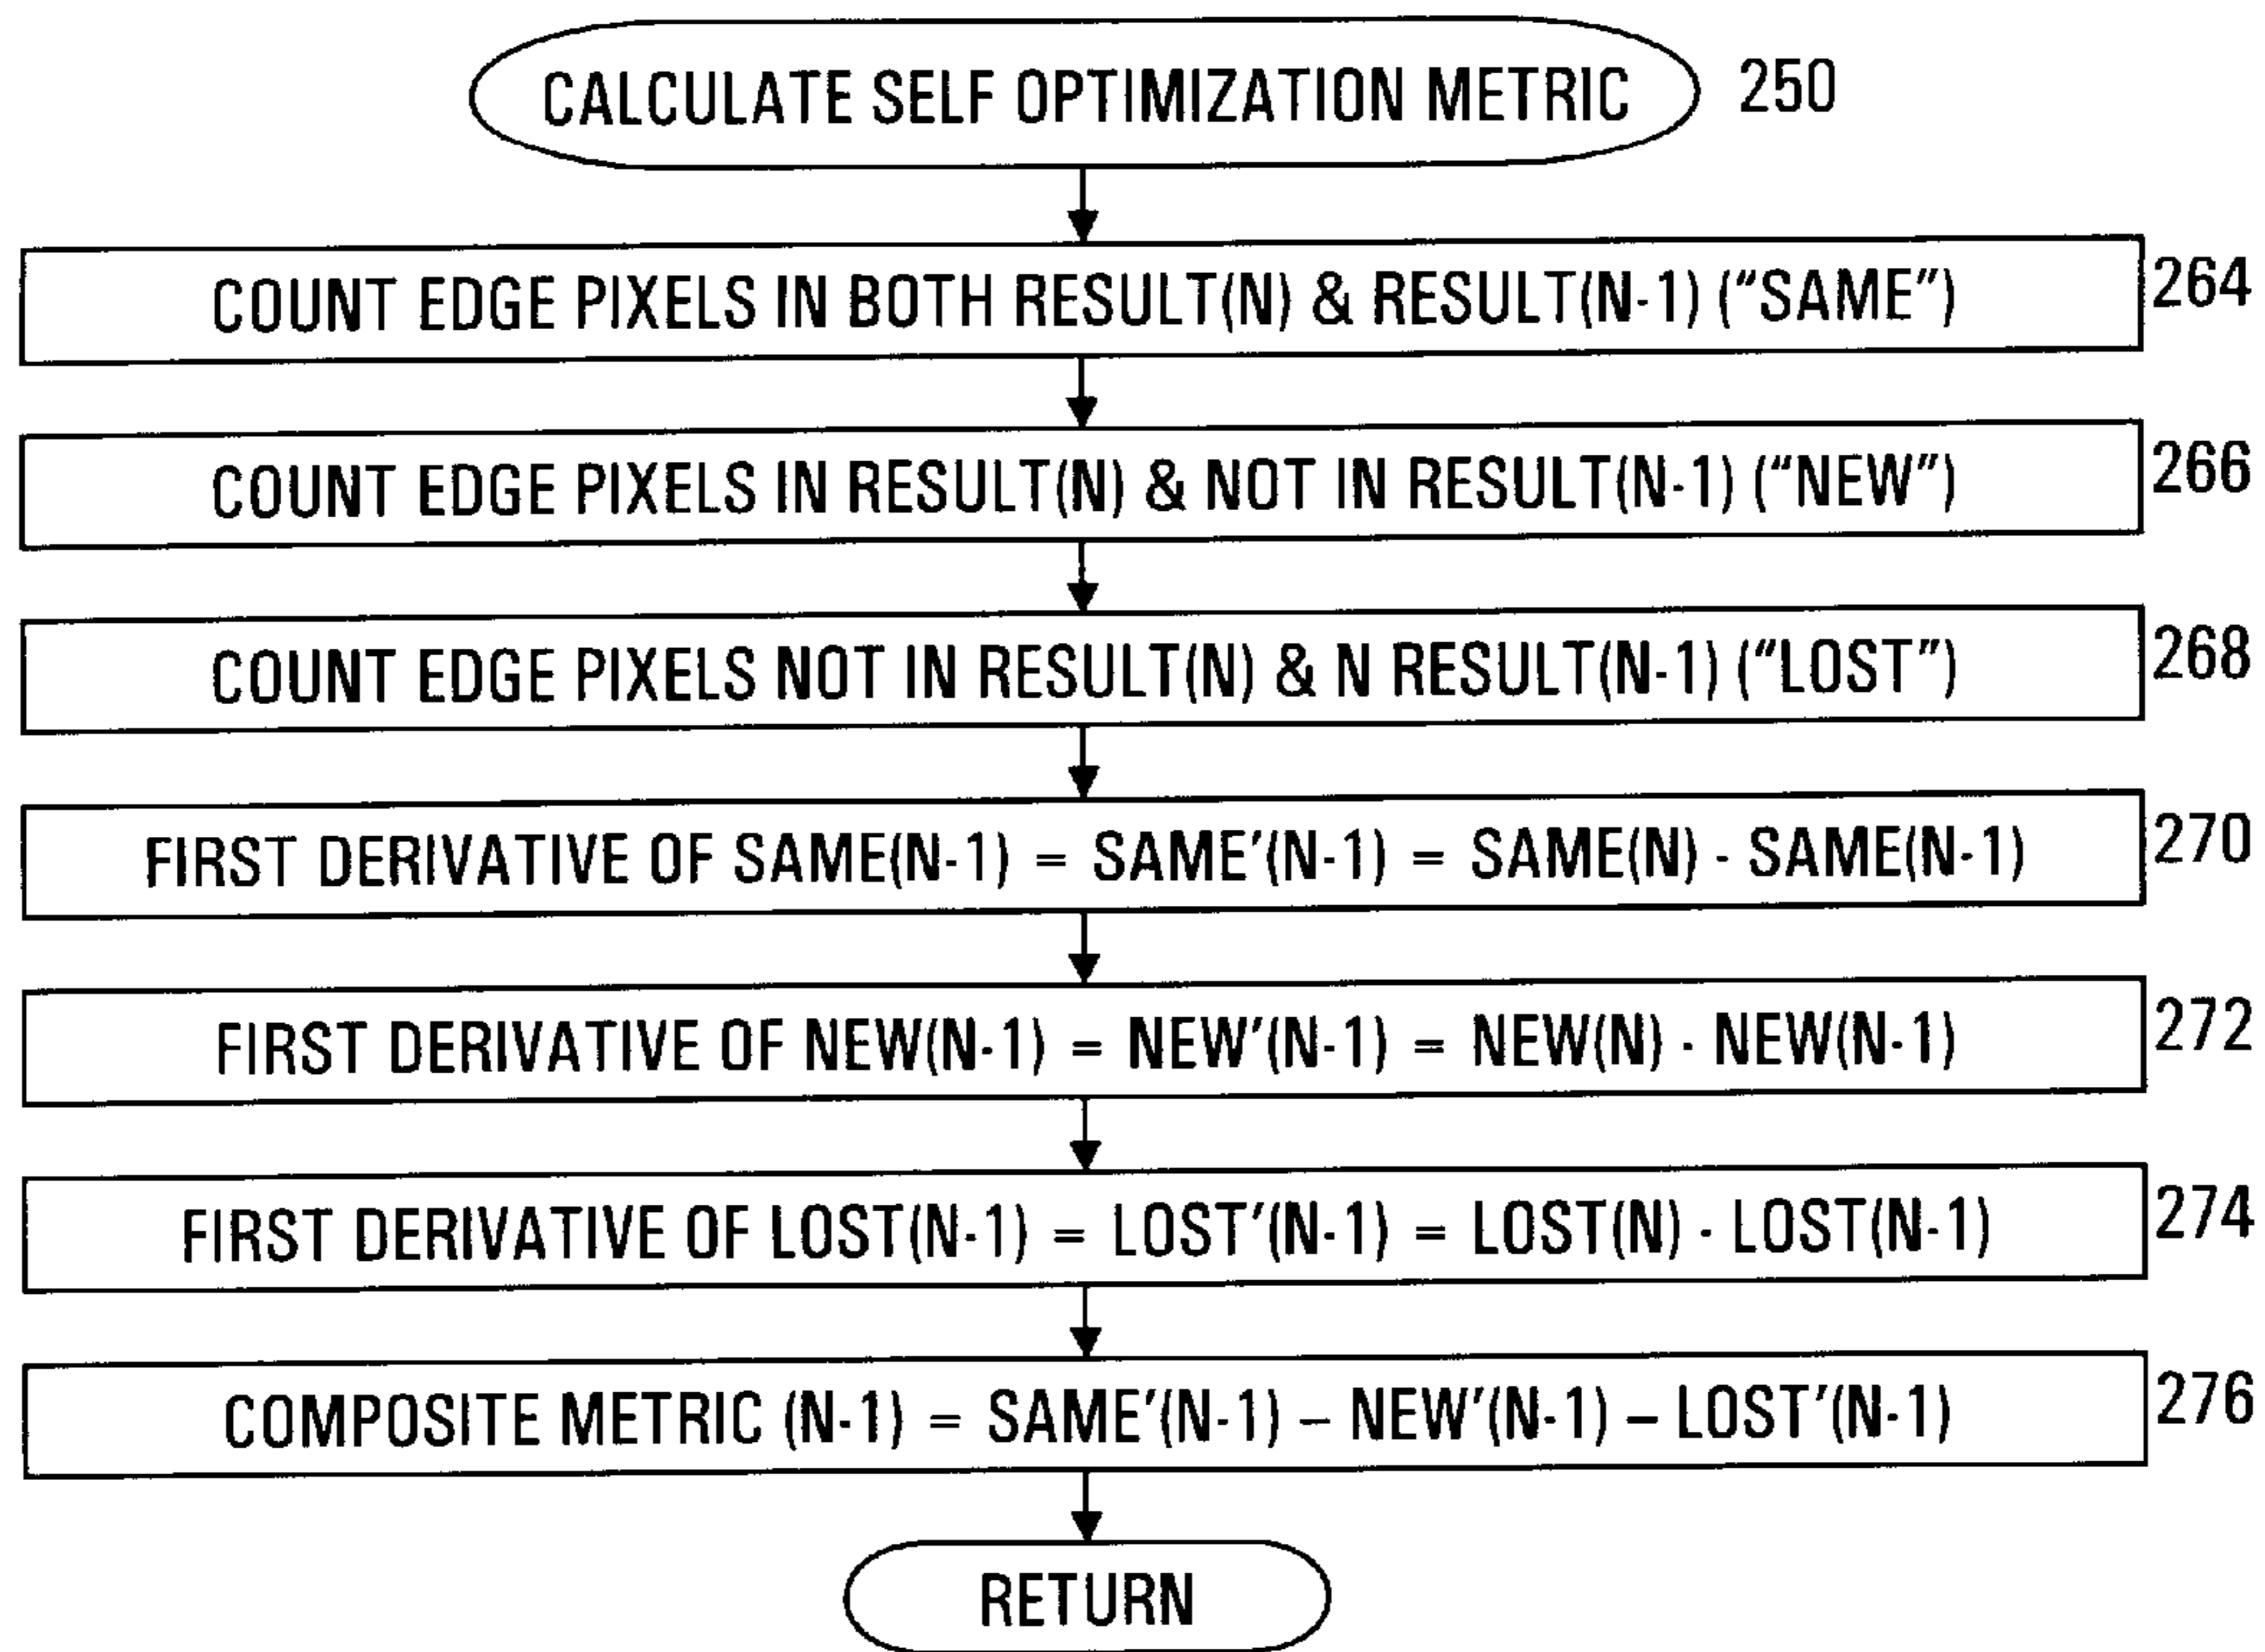 CALCULATE SELF OPTIMIZATION METRIC 250
COUNT EDGE PIXELS IN BOTH RESULT(N) & RESULT(N-1) ("SAME") 264
COUNT EDGE PIXELS IN RESULT(N) & NOT IN RESULT(N-1) ("NEW") 266
COUNT EDGE PIXELS NOT IN RESULT(N) & N RESULT(N-1) ("LOST") 268
FIRST DERIVATIVE OF SAME(N-1) = SAME'(N-1) = SAME(N) - SAME(N-1) 270
FIRST DERIVATIVE OF NEW(N-1) = NEW'(N-1) = NEW(N) - NEW(N-1) 272
FIRST DERIVATIVE OF LOST(N-1) = LOST'(N-1) = LOST(N) - LOST(N-1) 274
COMPOSITE METRIC (N-1) = SAME'(N-1) – NEW'(N-1) – LOST'(N-1) 276
RETURN